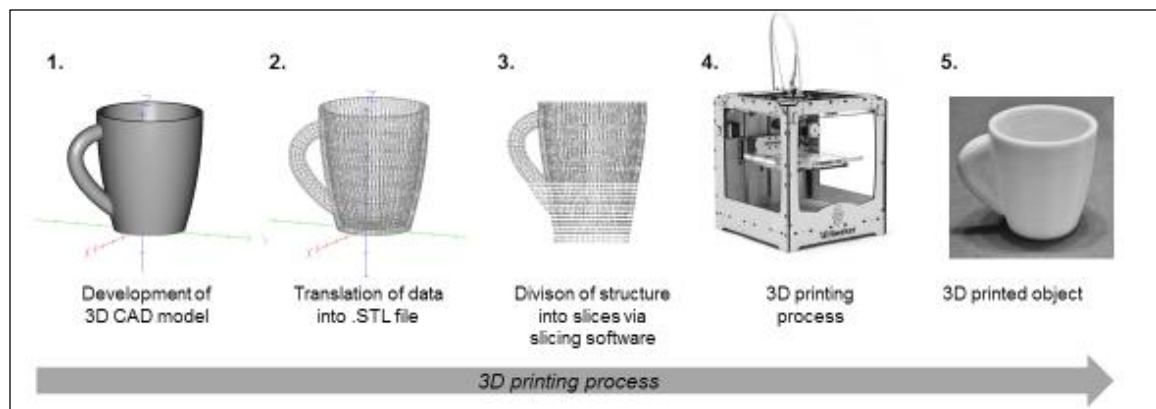 1.
2.
3.
4.
5.
Development of
3D CAD model
Translation of data
into .STL file
Divison of structure
into slices via
slicing software
3D printing
process
3D printed object
3D printing process